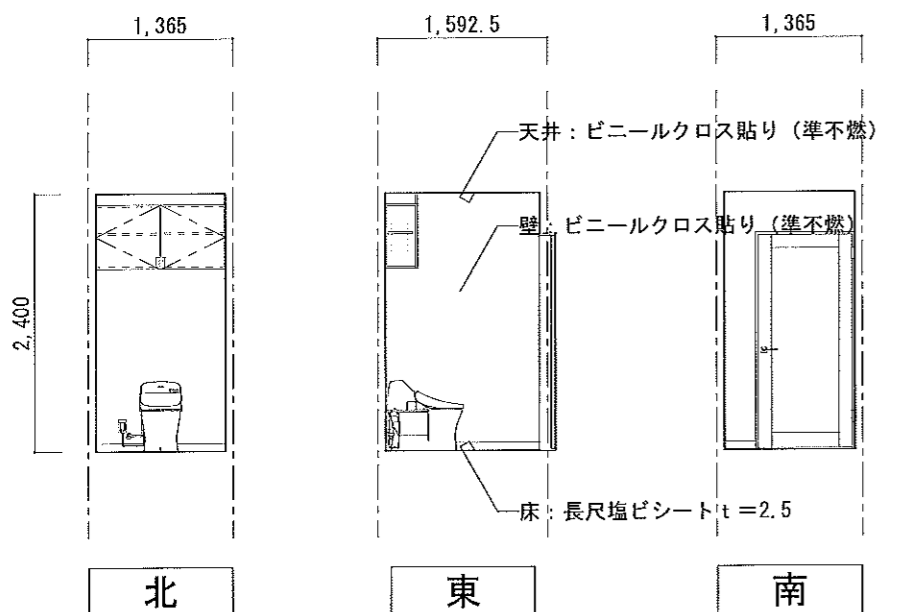 1,365
1,592.5
1,365
天井：ビニールクロス貼り（準不燃）
壁：ビニールクロス貼り（準不燃）
2,400
床：長尺塩ビシートｔ＝2.5
北
東
南